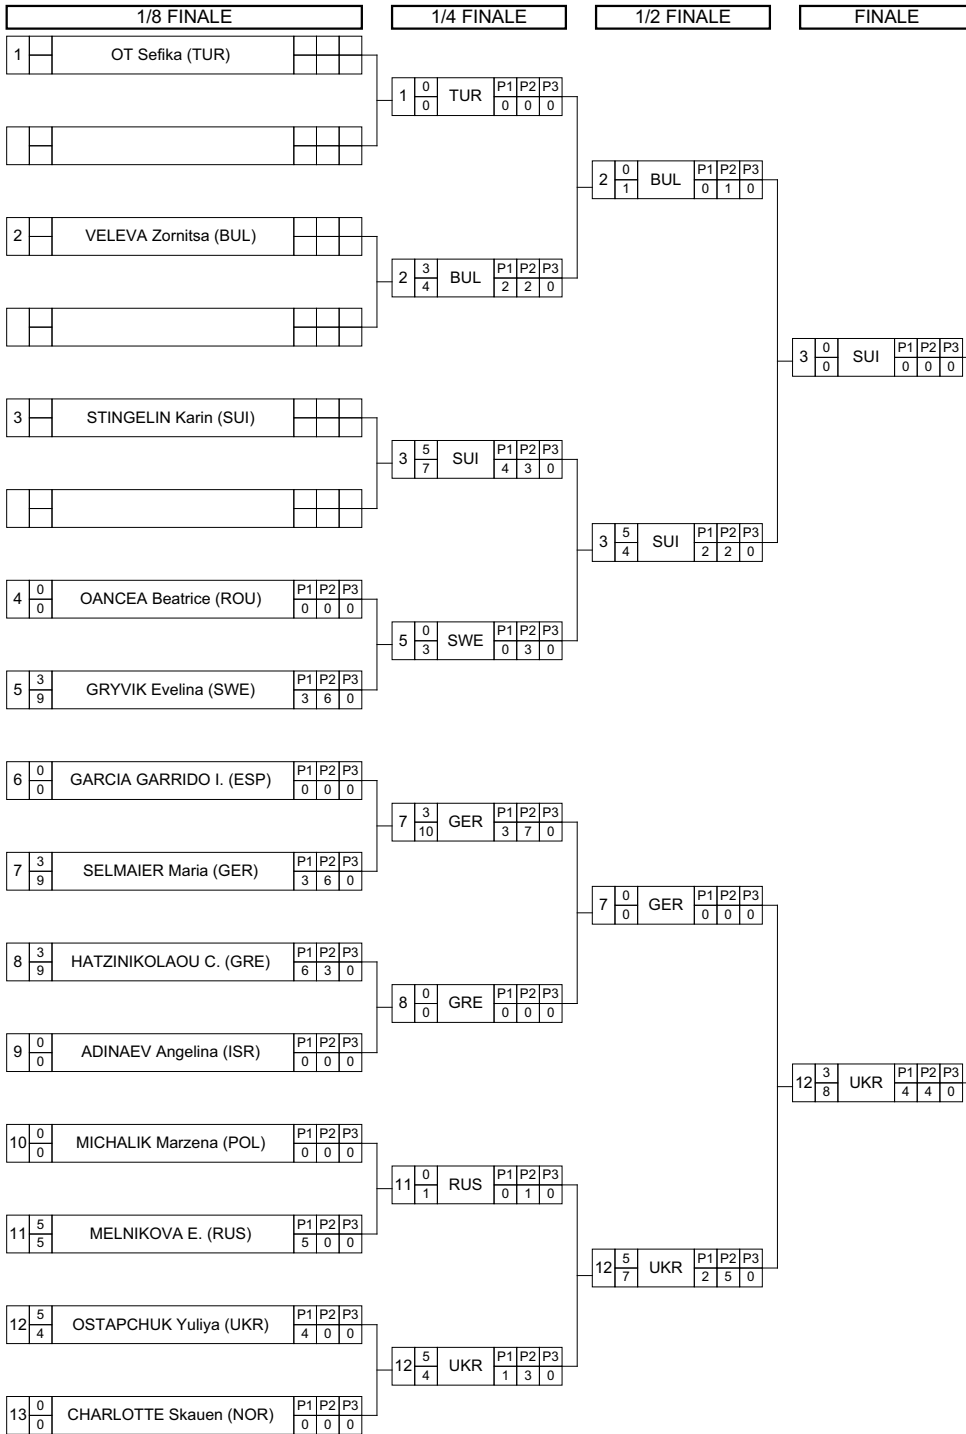 1/8 FINALE 1/4 FINALE 1/2 FINALE FINALE
1 OT Sefika (TUR)
1 0 TUR P1 P2 P3
0 0 0 0
2 0 BUL P1 P2 P3
1 0 1 0
2 VELEVA Zornitsa (BUL)
2 3 BUL P1 P2 P3
4 2 2 0
3 0 SUI P1 P2 P3
0 0 0 0
3 STINGELIN Karin (SUI)
3 5 SUI P1 P2 P3
7 4 3 0
3 5 SUI P1 P2 P3
4 2 2 0
4 0 OANCEA Beatrice (ROU) P1 P2 P3
0 0 0 0
5 0 SWE P1 P2 P3
3 0 3 0
5 3 GRYVIK Evelina (SWE) P1 P2 P3
9 3 6 0
6 0 GARCIA GARRIDO I. (ESP) P1 P2 P3
0 0 0 0
7 3 GER P1 P2 P3
10 3 7 0
7 3 SELMAIER Maria (GER) P1 P2 P3
9 3 6 0
7 0 GER P1 P2 P3
0 0 0 0
8 3 HATZINIKOLAOU C. (GRE) P1 P2 P3
9 6 3 0
8 0 GRE P1 P2 P3
0 0 0 0
9 0 ADINAEV Angelina (ISR) P1 P2 P3
0 0 0 0
12 3 UKR P1 P2 P3
8 4 4 0
10 0 MICHALIK Marzena (POL) P1 P2 P3
0 0 0 0
11 0 RUS P1 P2 P3
1 0 1 0
11 5 MELNIKOVA E. (RUS) P1 P2 P3
5 5 0 0
12 5 UKR P1 P2 P3
7 2 5 0
12 5 OSTAPCHUK Yuliya (UKR) P1 P2 P3
4 4 0 0
12 5 UKR P1 P2 P3
4 1 3 0
13 0 CHARLOTTE Skauen (NOR) P1 P2 P3
0 0 0 0